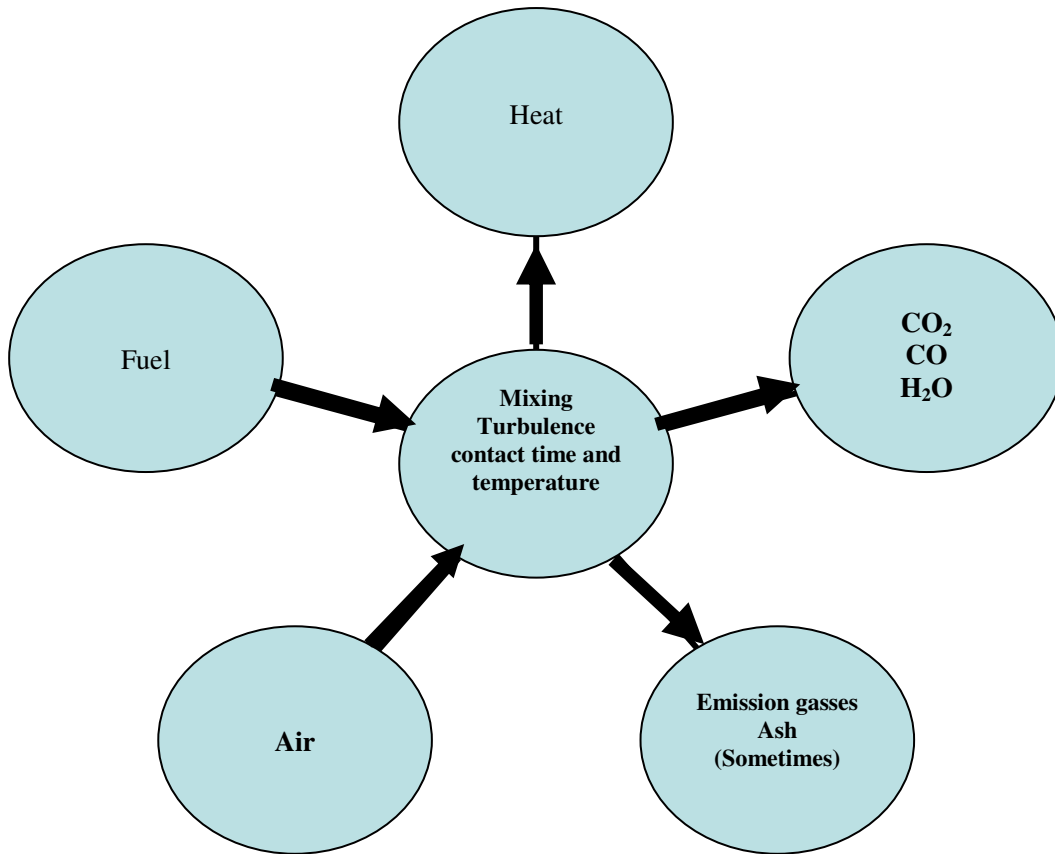 Heat
Fuel
CO₂
CO
H₂O
Mixing
Turbulence
contact time and
temperature
Air
Emission gasses
Ash
(Sometimes)